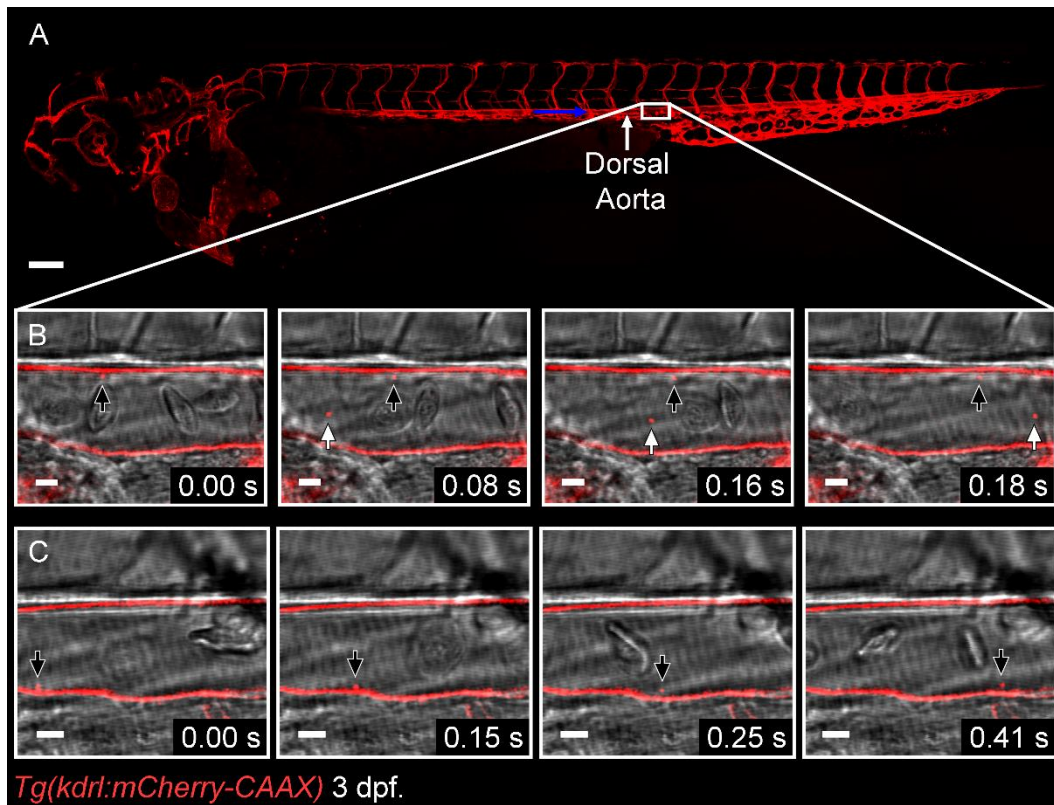 A
Dorsal
Aorta
B
0.00 s
0.08 s
0.16 s
0.18 s
C
0.00 s
0.15 s
0.25 s
0.41 s
Tg(kdrl:mCherry-CAAX) 3 dpf.